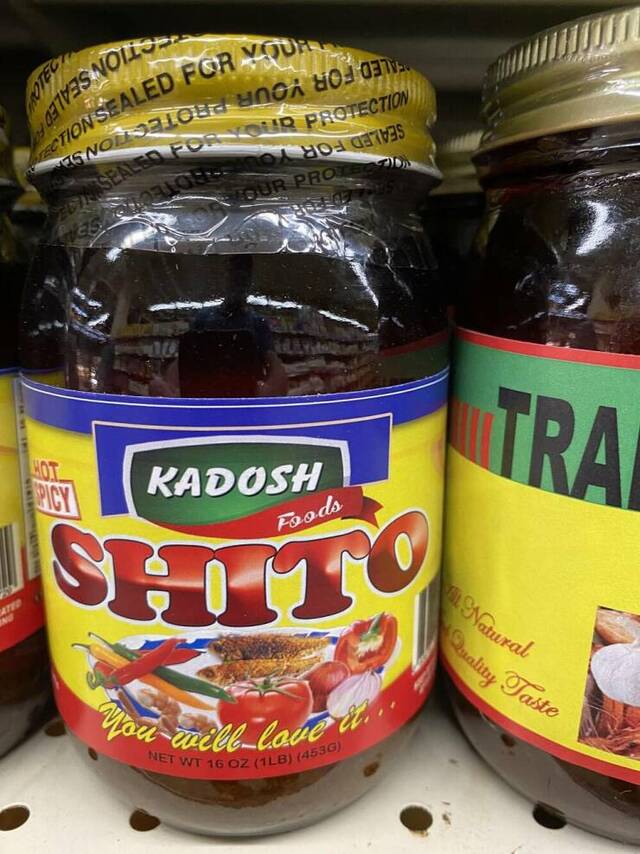 SEALED FOR YOUR PROTECTION
HOT
SPICY
KADOSH
Foods
SHITO
You will love it...
NET WT 16 OZ (1LB) (453G)
TRA
All Natural
Quality Taste